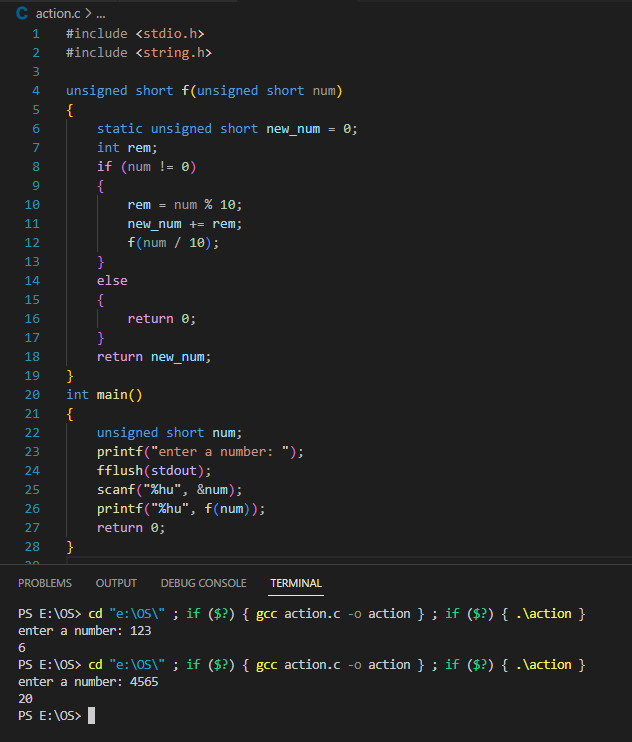 C action.c > ...
1 #include <stdio.h>
2 #include <string.h>
3
4 unsigned short f(unsigned short num)
5 {
6     static unsigned short new_num = 0;
7     int rem;
8     if (num != 0)
9     {
10         rem = num % 10;
11         new_num += rem;
12         f(num / 10);
13     }
14     else
15     {
16         return 0;
17     }
18     return new_num;
19 }
20 int main()
21 {
22     unsigned short num;
23     printf("enter a number: ");
24     fflush(stdout);
25     scanf("%hu", &num);
26     printf("%hu", f(num));
27     return 0;
28 }
PROBLEMS OUTPUT DEBUG CONSOLE TERMINAL
PS E:\OS> cd "e:\OS\" ; if ($?) { gcc action.c -o action } ; if ($?) { .\action }
enter a number: 123
6
PS E:\OS> cd "e:\OS\" ; if ($?) { gcc action.c -o action } ; if ($?) { .\action }
enter a number: 4565
20
PS E:\OS>